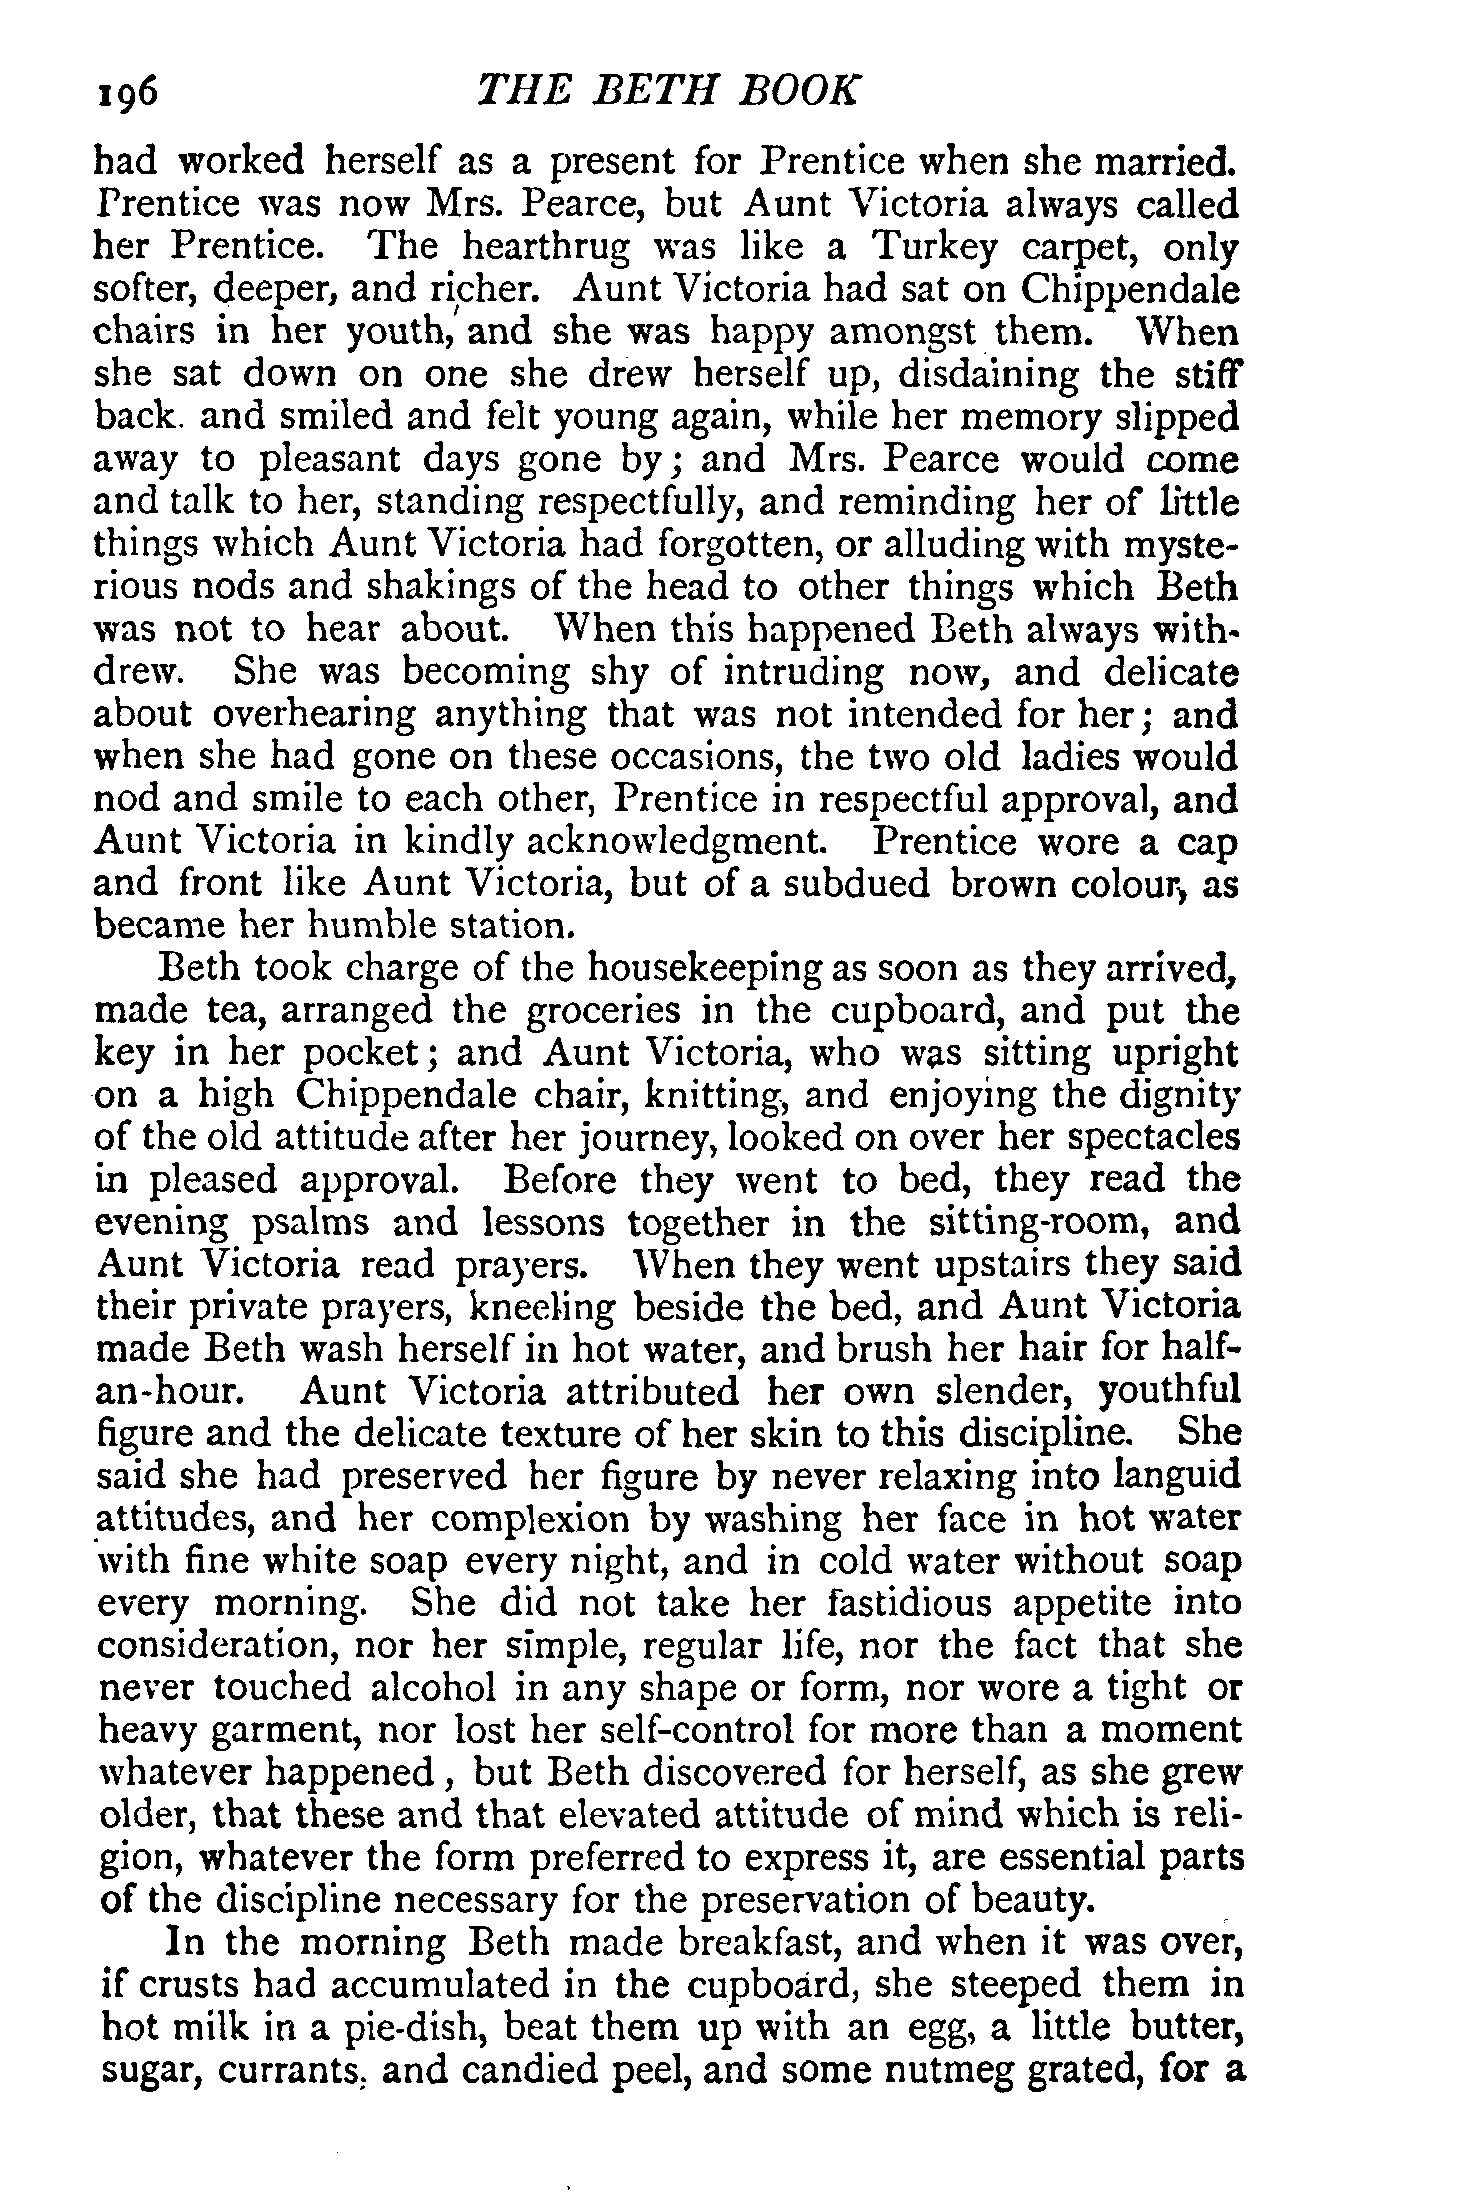 196 THE BETH BOOK
had worked herself as a present for Prentice when she married.
Prentice was now Mrs. Pearce, but Aunt Victoria always called
her Prentice. The hearthrug was like a Turkey carpet, only
softer, deeper, and richer. Aunt Victoria had sat on Chippendale
chairs in her youth, and she was happy amongst them. When
she sat down on one she drew herself up, disdaining the stiff
back. and smiled and felt young again, while her memory slipped
away to pleasant days gone by; and Mrs. Pearce would come
and talk to her, standing respectfully, and reminding her of little
things which Aunt Victoria had forgotten, or alluding with myste-
rious nods and shakings of the head to other things which Beth
was not to hear about. When this happened Beth always with-
drew. She was becoming shy of intruding now, and delicate
about overhearing anything that was not intended for her; and
when she had gone on these occasions, the two old ladies would
nod and smile to each other, Prentice in respectful approval, and
Aunt Victoria in kindly acknowledgment. Prentice wore a cap
and front like Aunt Victoria, but of a subdued brown colour, as
became her humble station.
Beth took charge of the housekeeping as soon as they arrived,
made tea, arranged the groceries in the cupboard, and put the
key in her pocket; and Aunt Victoria, who was sitting upright
on a high Chippendale chair, knitting, and enjoying the dignity
of the old attitude after her journey, looked on over her spectacles
in pleased approval. Before they went to bed, they read the
evening psalms and lessons together in the sitting-room, and
Aunt Victoria read prayers. When they went upstairs they said
their private prayers, kneeling beside the bed, and Aunt Victoria
made Beth wash herself in hot water, and brush her hair for half-
an-hour. Aunt Victoria attributed her own slender, youthful
figure and the delicate texture of her skin to this discipline. She
said she had preserved her figure by never relaxing into languid
attitudes, and her complexion by washing her face in hot water
with fine white soap every night, and in cold water without soap
every morning. She did not take her fastidious appetite into
consideration, nor her simple, regular life, nor the fact that she
never touched alcohol in any shape or form, nor wore a tight or
heavy garment, nor lost her self-control for more than a moment
whatever happened, but Beth discovered for herself, as she grew
older, that these and that elevated attitude of mind which is reli-
gion, whatever the form preferred to express it, are essential parts
of the discipline necessary for the preservation of beauty.
In the morning Beth made breakfast, and when it was over,
if crusts had accumulated in the cupboard, she steeped them in
hot milk in a pie-dish, beat them up with an egg, a little butter,
sugar, currants, and candied peel, and some nutmeg grated, for a